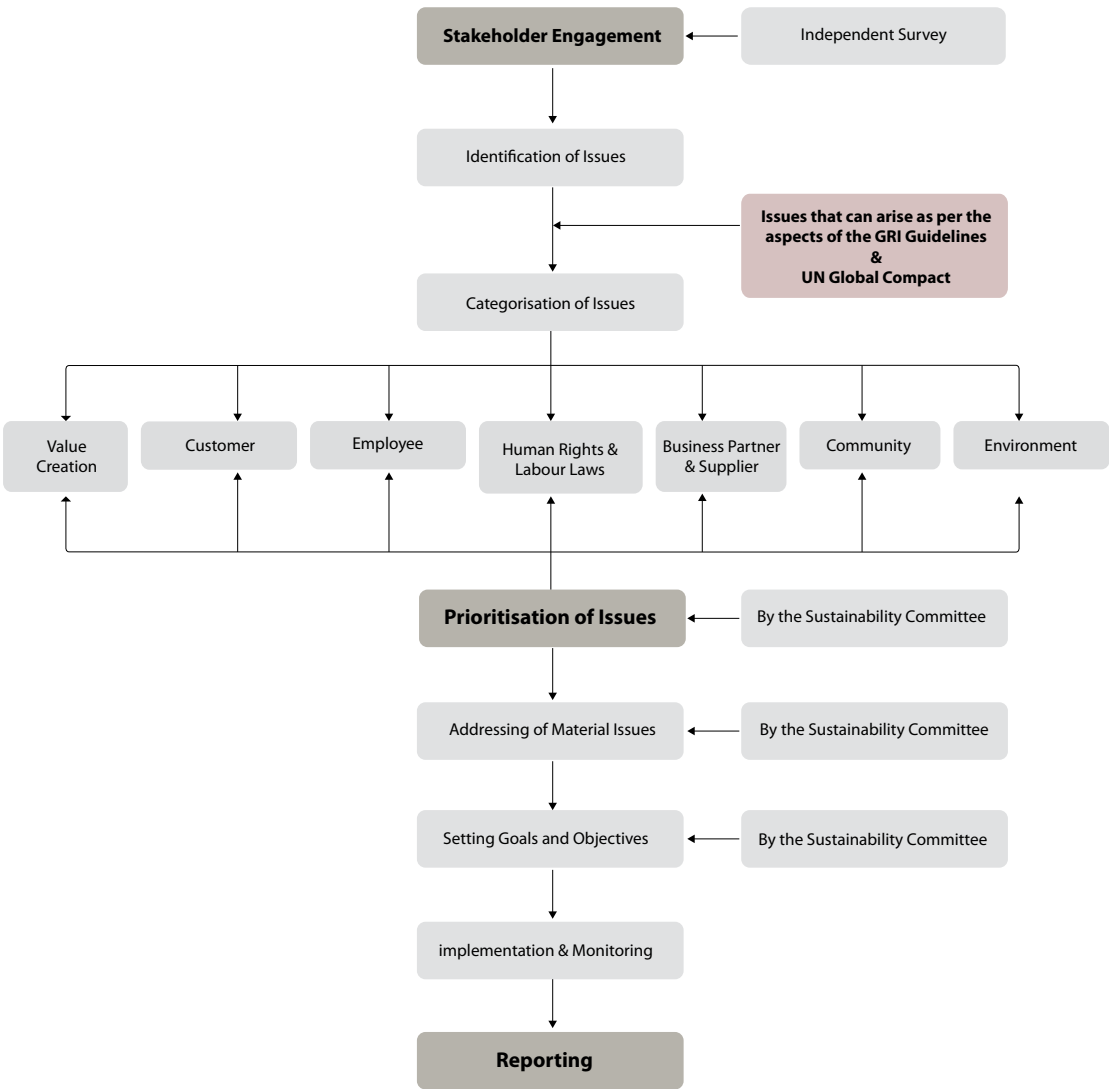 Stakeholder Engagement
Independent Survey
Identification of Issues
Issues that can arise as per the
aspects of the GRI Guidelines
&
UN Global Compact
Categorisation of Issues
Value
Creation
Customer
Employee
Human Rights &
Labour Laws
Business Partner
& Supplier
Community
Environment
Prioritisation of Issues
By the Sustainability Committee
Addressing of Material Issues
By the Sustainability Committee
Setting Goals and Objectives
By the Sustainability Committee
implementation & Monitoring
Reporting